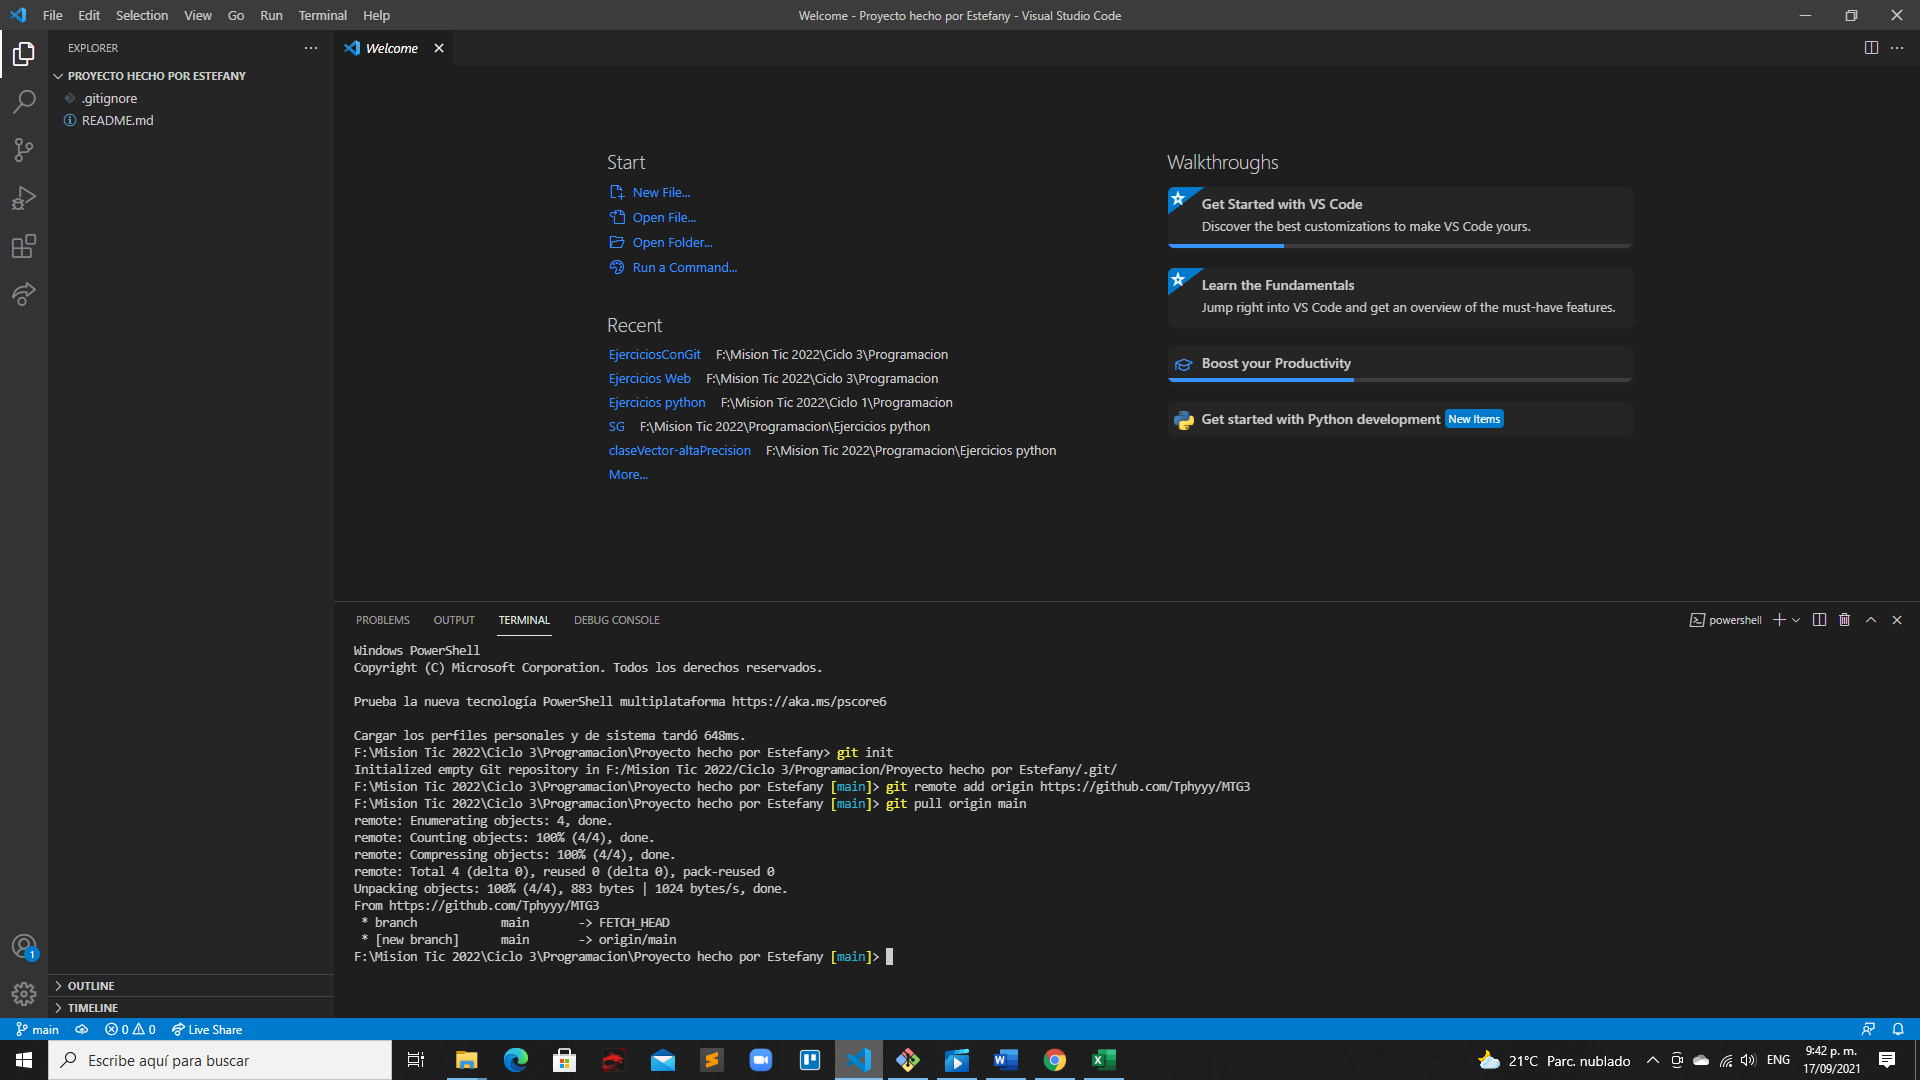 File Edit Selection View Go Run Terminal Help
Welcome - Proyecto hecho por Estefany - Visual Studio Code
EXPLORER
PROYECTO HECHO POR ESTEFANY
.gitignore
README.md
Welcome
Start
New File...
Open File...
Open Folder...
Run a Command...
Recent
EjerciciosConGit F:\Mision Tic 2022\Ciclo 3\Programacion
Ejercicios Web F:\Mision Tic 2022\Ciclo 3\Programacion
Ejercicios python F:\Mision Tic 2022\Ciclo 1\Programacion
SG F:\Mision Tic 2022\Programacion\Ejercicios python
claseVector-altaPrecision F:\Mision Tic 2022\Programacion\Ejercicios python
More...
Walkthroughs
Get Started with VS Code
Discover the best customizations to make VS Code yours.
Learn the Fundamentals
Jump right into VS Code and get an overview of the must-have features.
Boost your Productivity
Get started with Python development New Items
PROBLEMS OUTPUT TERMINAL DEBUG CONSOLE
powershell
Windows PowerShell
Copyright (C) Microsoft Corporation. Todos los derechos reservados.
Prueba la nueva tecnología PowerShell multiplataforma https://aka.ms/pscore6
Cargar los perfiles personales y de sistema tardó 648ms.
F:\Mision Tic 2022\Ciclo 3\Programacion\Proyecto hecho por Estefany> git init
Initialized empty Git repository in F:/Mision Tic 2022/Ciclo 3/Programacion/Proyecto hecho por Estefany/.git/
F:\Mision Tic 2022\Ciclo 3\Programacion\Proyecto hecho por Estefany [main]> git remote add origin https://github.com/Tphyyy/MTG3
F:\Mision Tic 2022\Ciclo 3\Programacion\Proyecto hecho por Estefany [main]> git pull origin main
remote: Enumerating objects: 4, done.
remote: Counting objects: 100% (4/4), done.
remote: Compressing objects: 100% (4/4), done.
remote: Total 4 (delta 0), reused 0 (delta 0), pack-reused 0
Unpacking objects: 100% (4/4), 883 bytes | 1024 bytes/s, done.
From https://github.com/Tphyyy/MTG3
* branch main -> FETCH_HEAD
* [new branch] main -> origin/main
F:\Mision Tic 2022\Ciclo 3\Programacion\Proyecto hecho por Estefany [main]>
1
OUTLINE
TIMELINE
main 0 0 Live Share
Escribe aquí para buscar
21°C Parc. nublado
ENG
9:42 p. m.
17/09/2021